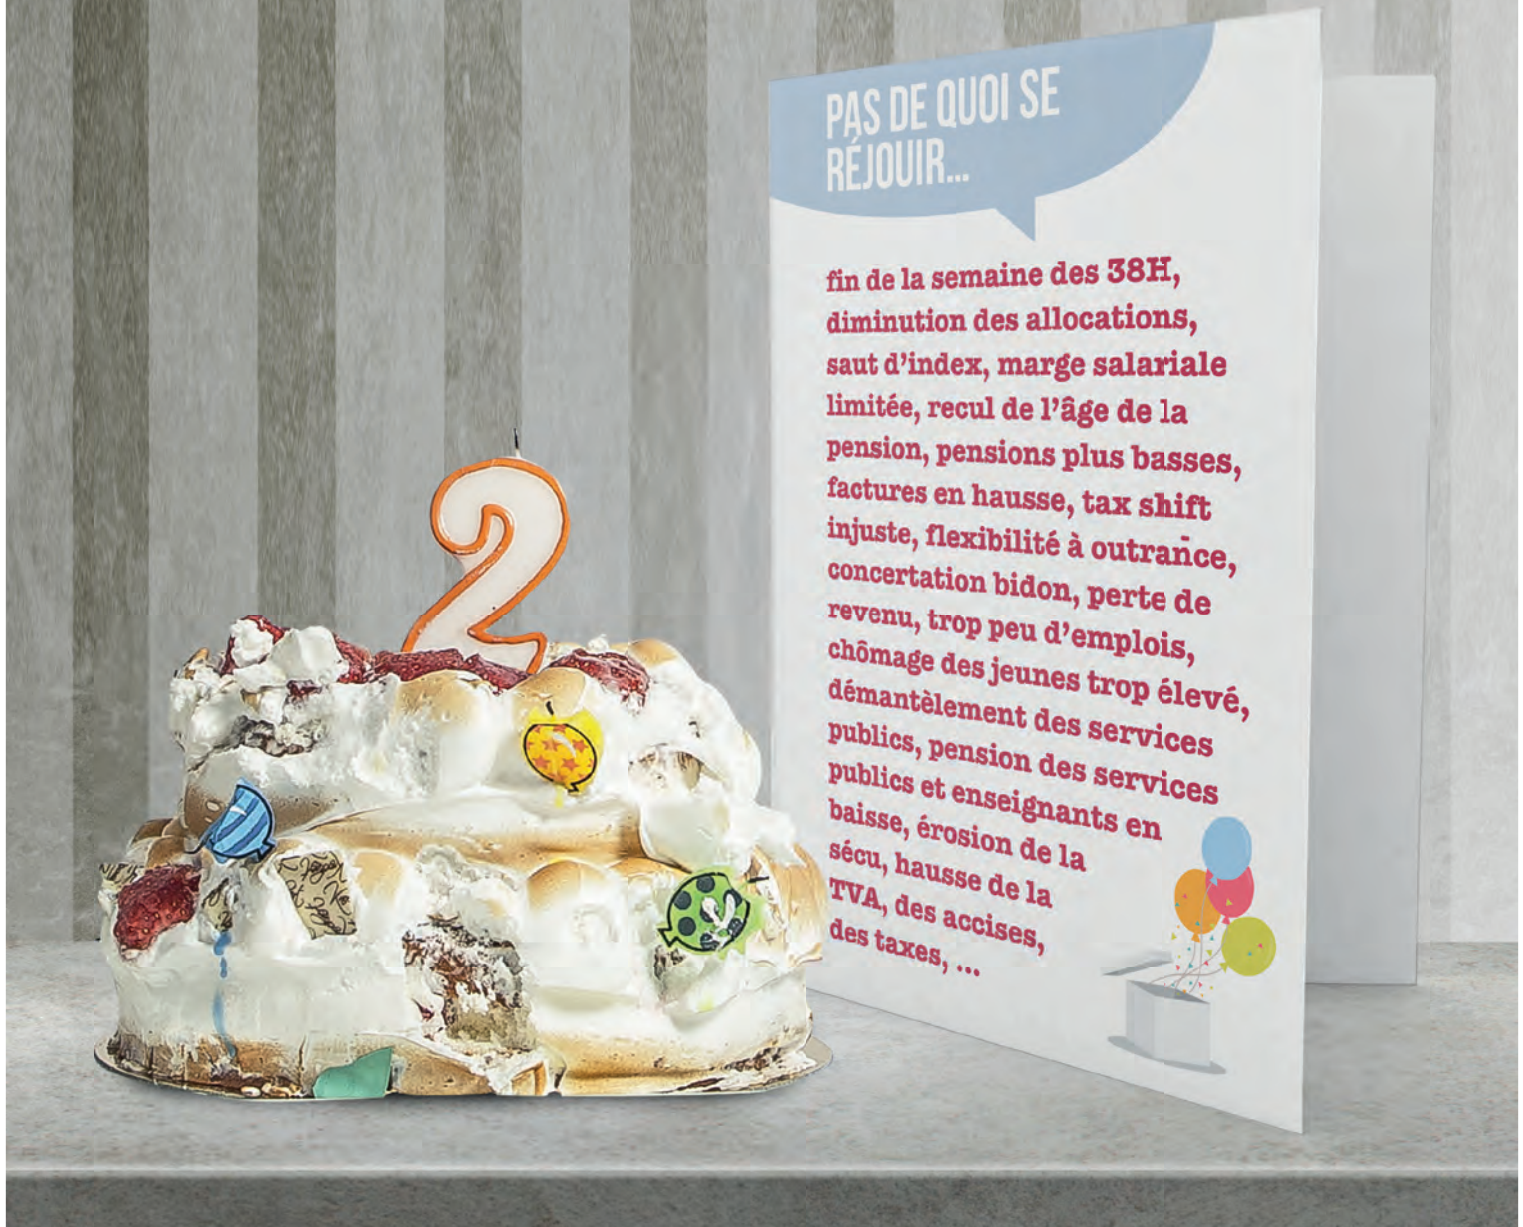 2
PAS DE QUOI SE
RÉJOUIR...
fin de la semaine des 38H,
diminution des allocations,
saut d'index, marge salariale
limitée, recul de l'âge de la
pension, pensions plus basses,
factures en hausse, tax shift
injuste, flexibilité à outrance,
concertation bidon, perte de
revenu, trop peu d'emplois,
chômage des jeunes trop élevé,
démantèlement des services
publics, pension des services
publics et enseignants en
baisse, érosion de la
sécu, hausse de la
TVA, des accises,
des taxes, ...